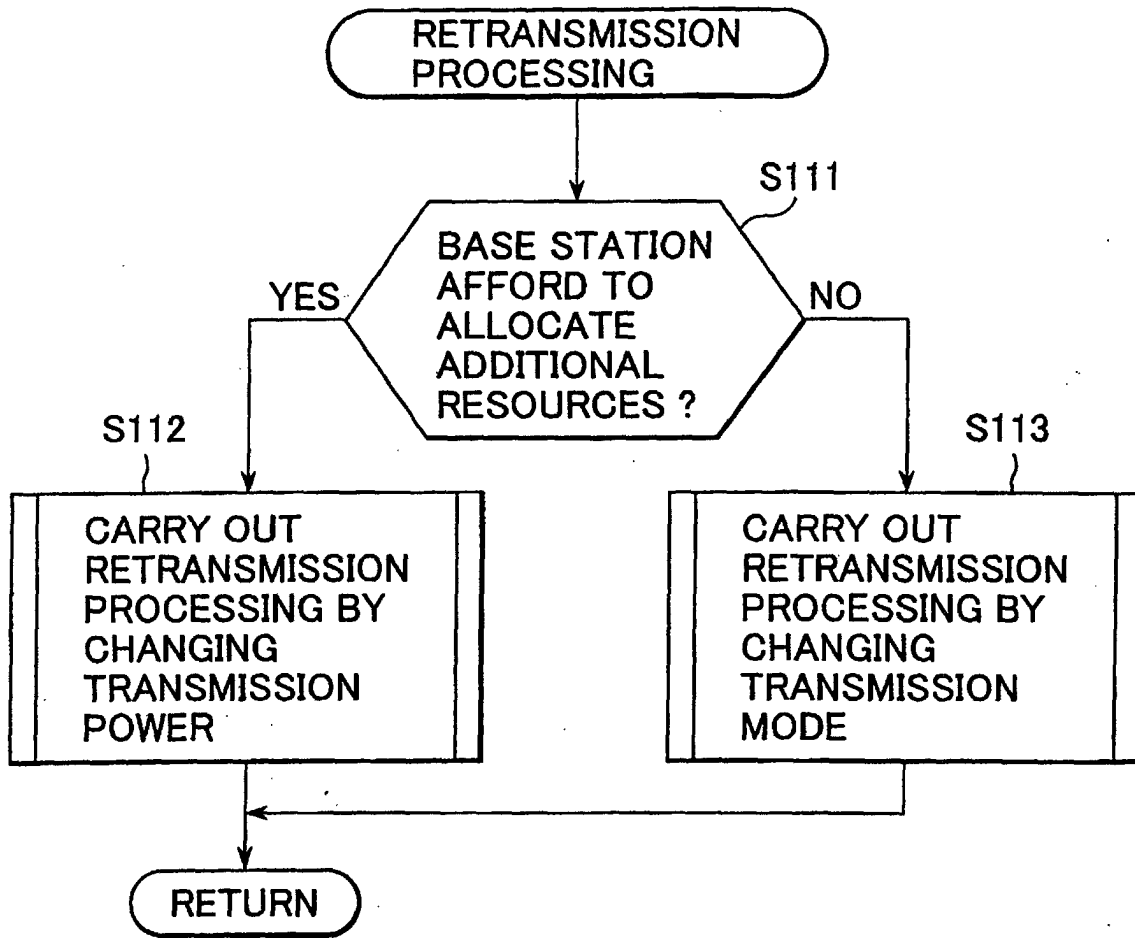 RETRANSMISSION
PROCESSING
S111
BASE STATION
AFFORD TO
ALLOCATE
ADDITIONAL
RESOURCES ?
YES
NO
S112
CARRY OUT
RETRANSMISSION
PROCESSING BY
CHANGING
TRANSMISSION
POWER
S113
CARRY OUT
RETRANSMISSION
PROCESSING BY
CHANGING
TRANSMISSION
MODE
RETURN